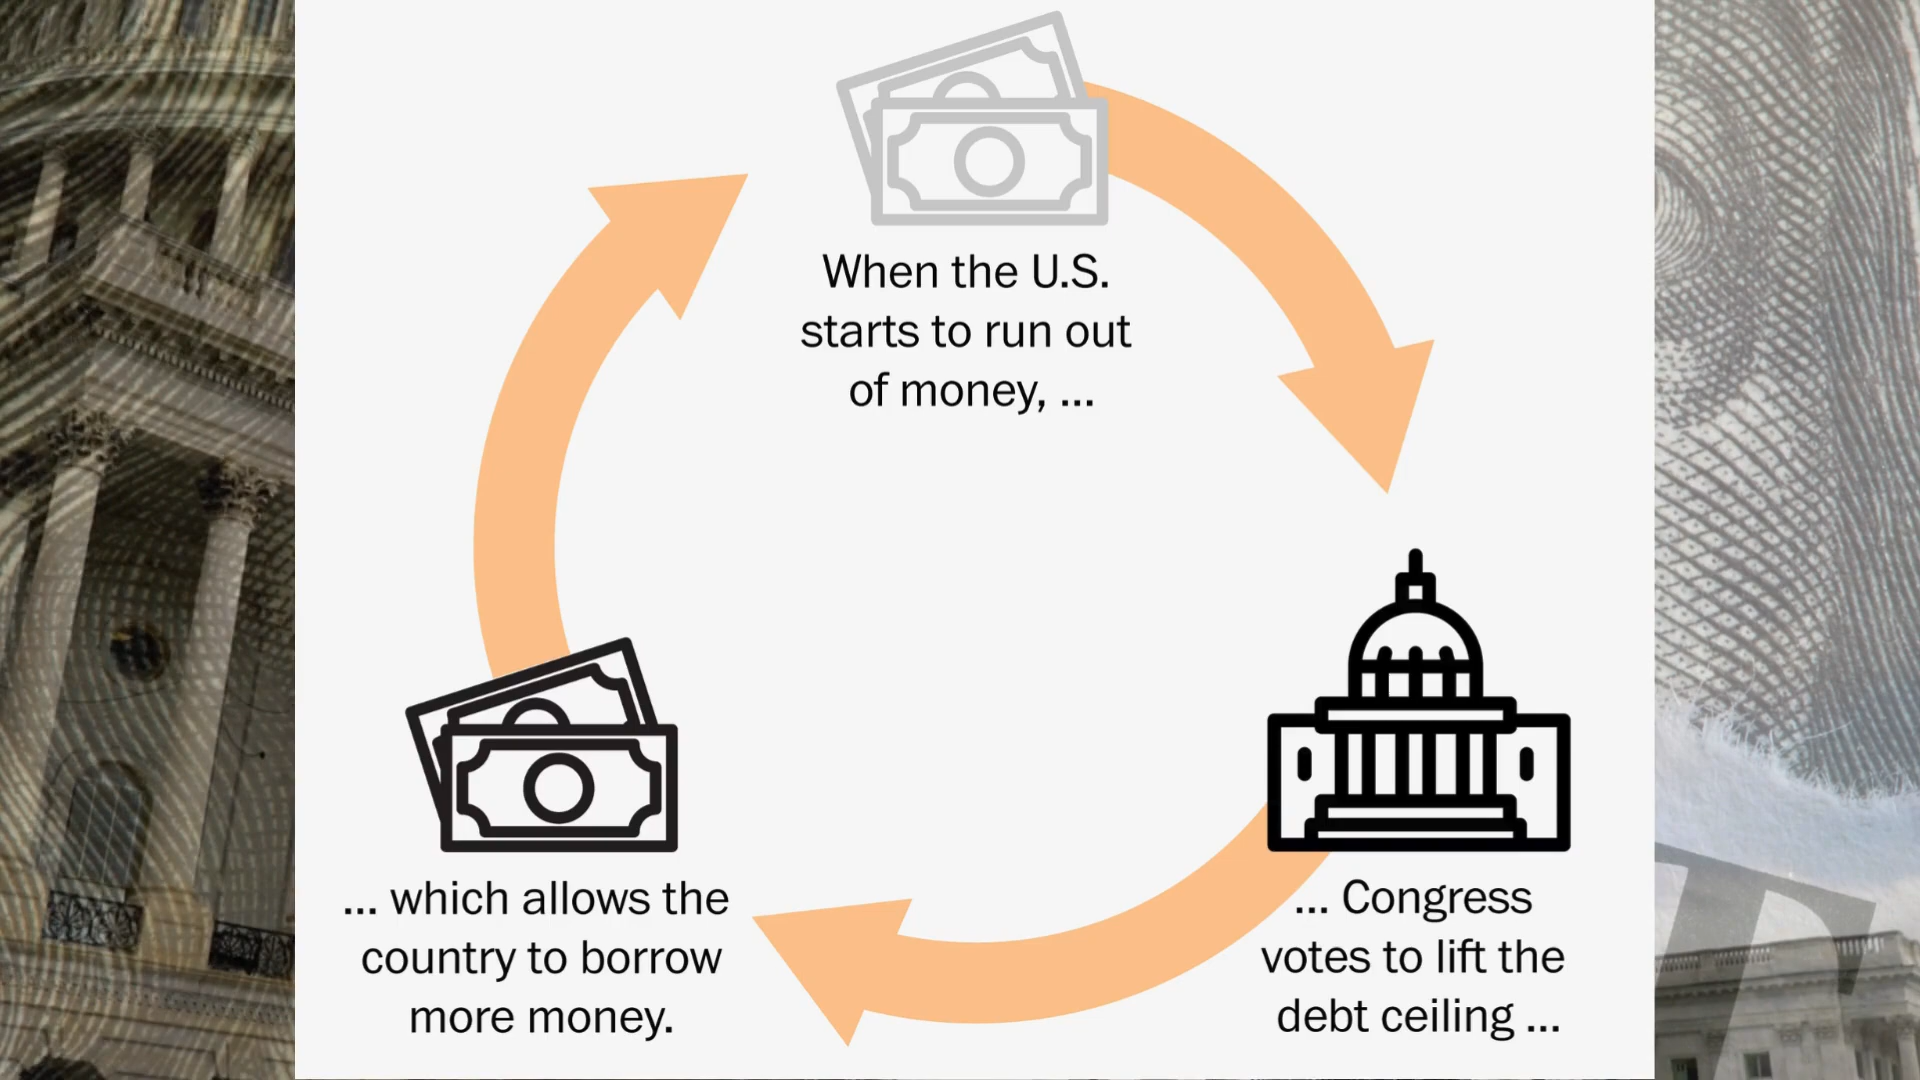 When the U.S.
starts to run out
of money, ...
... Congress
votes to lift the
debt ceiling ...
... which allows the
country to borrow
more money.